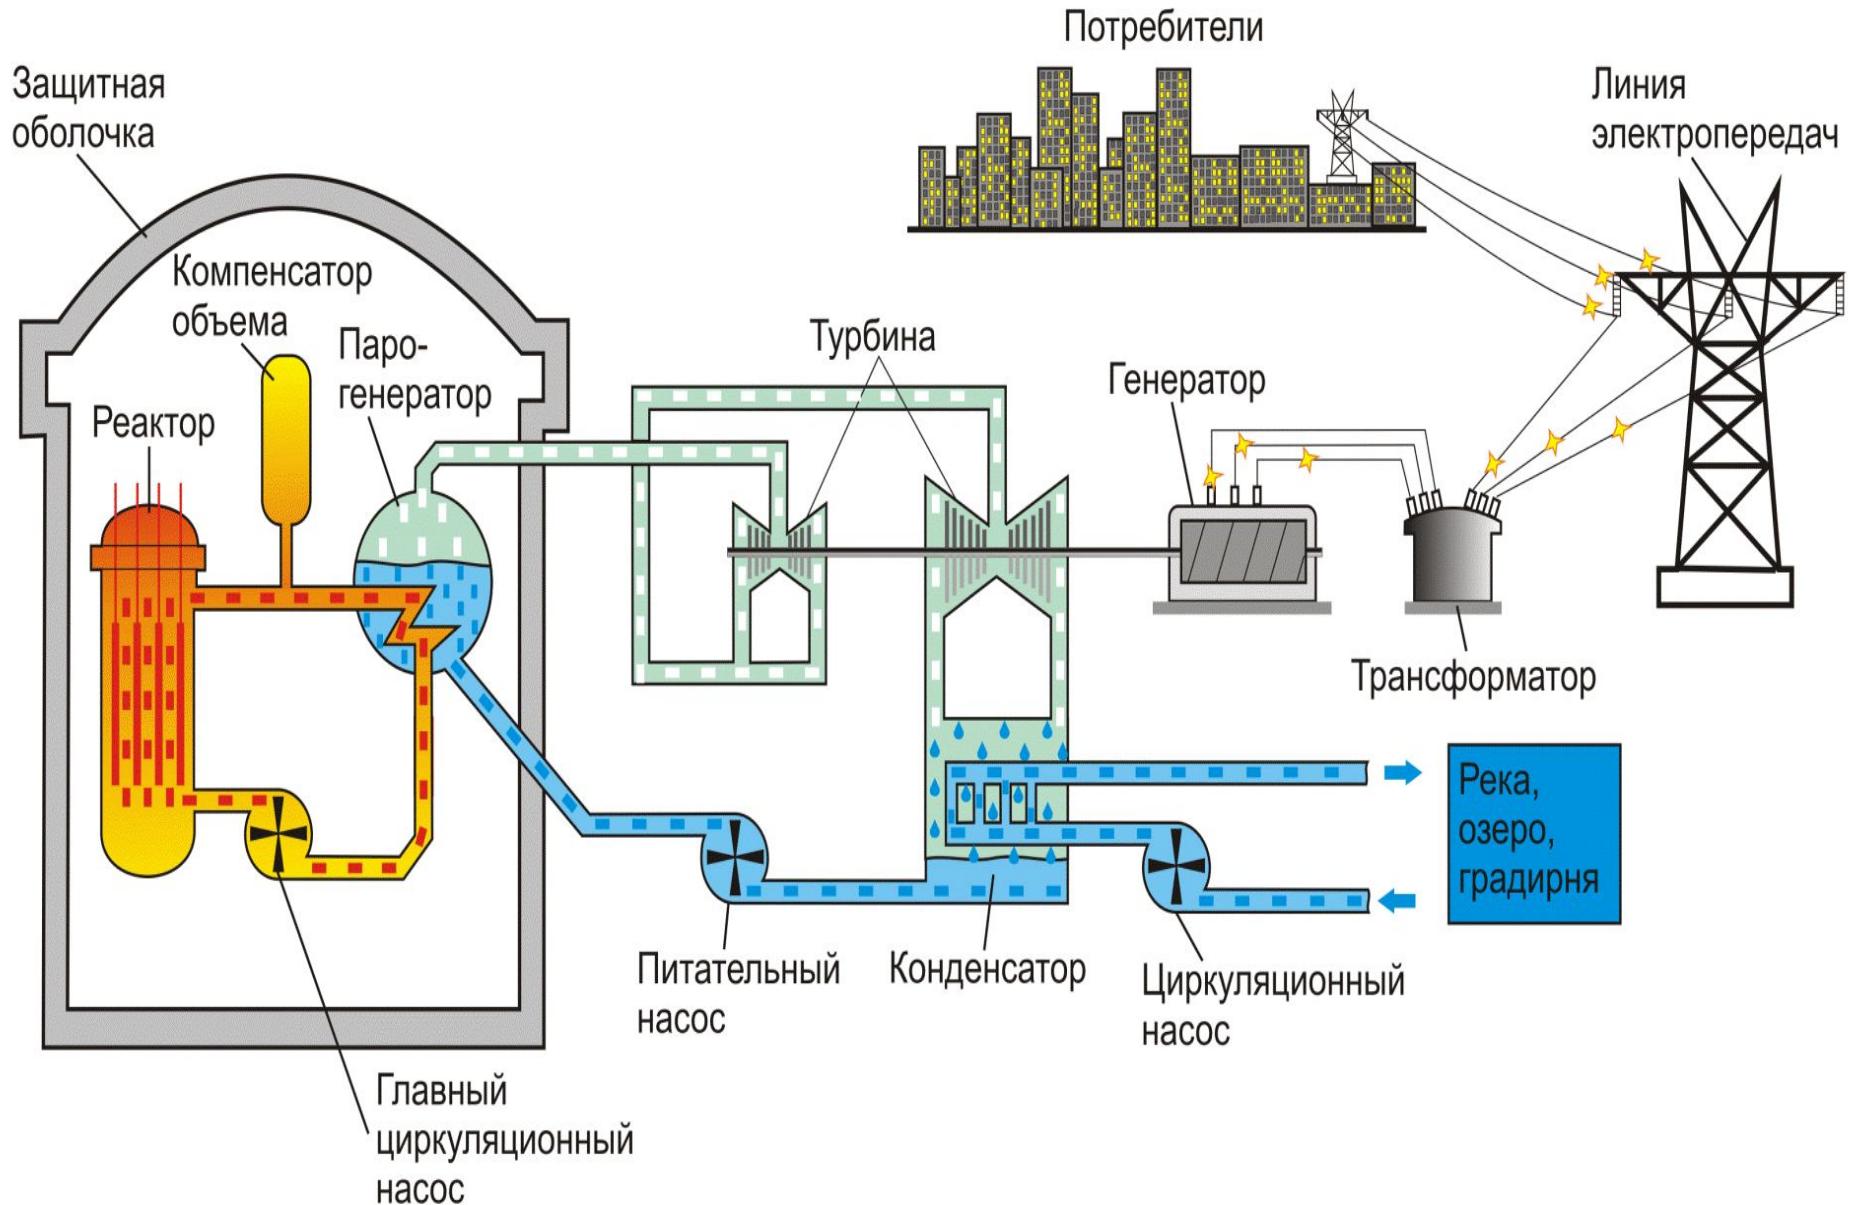 Потребители
Защитная
оболочка
Линия
электропередач
Компенсатор
объема
Паро-
генератор
Турбина
Генератор
Реактор
Трансформатор
Река,
озеро,
градирня
Питательный
насос
Конденсатор
Циркуляционный
насос
Главный
циркуляционный
насос